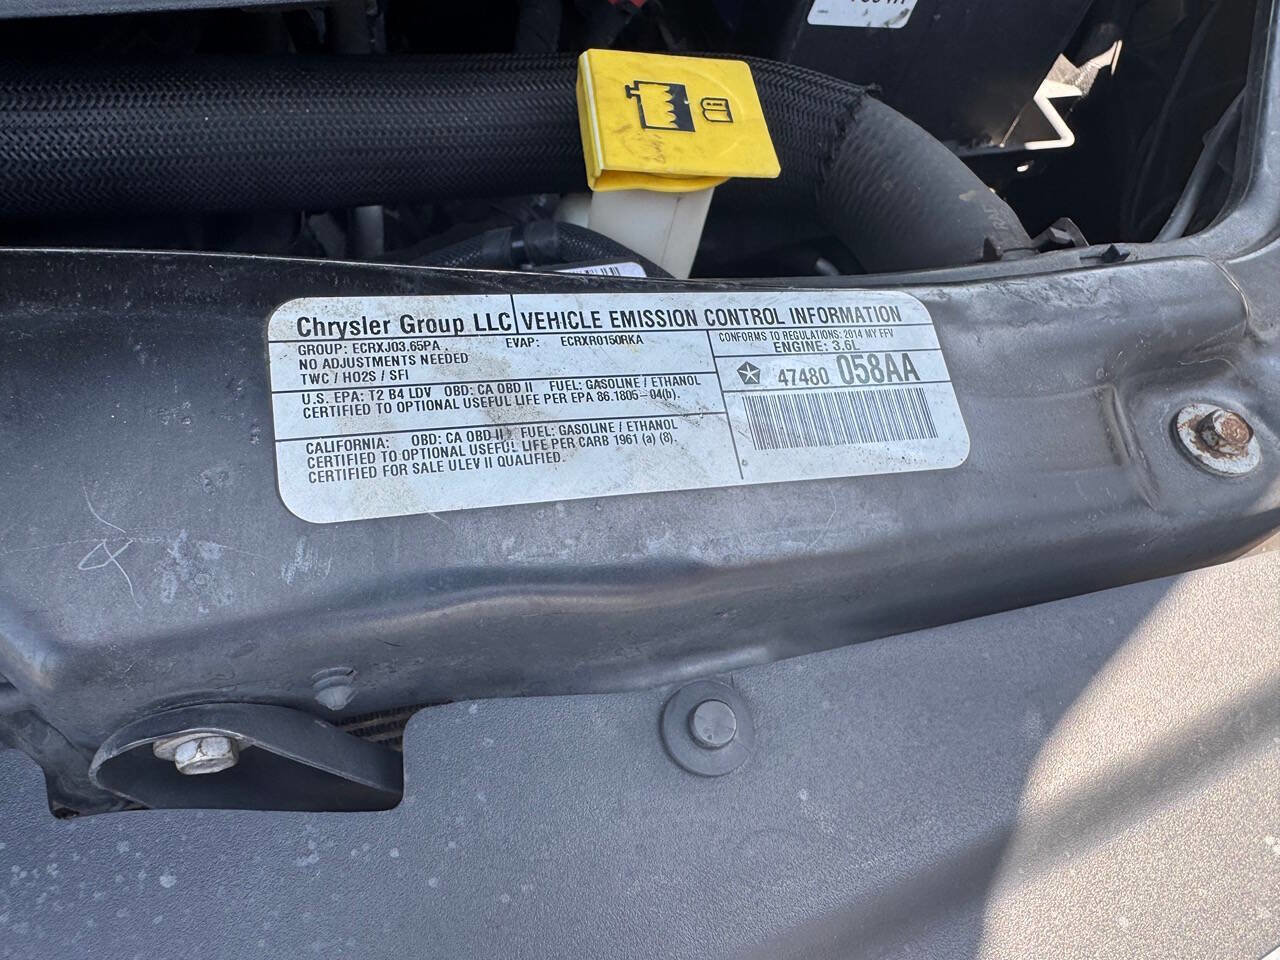 Chrysler Group LLC
VEHICLE EMISSION CONTROL INFORMATION
GROUP: ECRXJ03.65PA EVAP: ECRXR0150RKA
NO ADJUSTMENTS NEEDED
TWC / HO2S / SFI
CONFORMS TO REGULATIONS: 2014 MY FFV
ENGINE: 3.6L
47480 058AA
U.S. EPA: T2 B4 LDV OBD: CA OBD II FUEL: GASOLINE / ETHANOL
CERTIFIED TO OPTIONAL USEFUL LIFE PER EPA 86.1805-04(b).
CALIFORNIA: OBD: CA OBD II FUEL: GASOLINE / ETHANOL
CERTIFIED TO OPTIONAL USEFUL LIFE PER CARB 1961 (a) (8).
CERTIFIED FOR SALE ULEV II QUALIFIED.